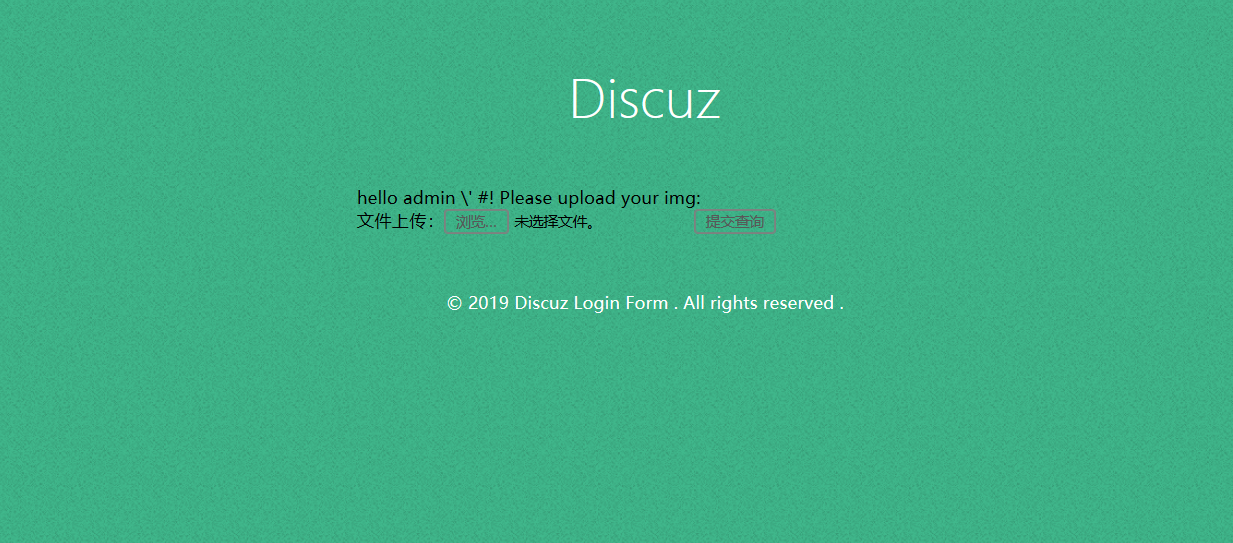 Discuz
hello admin \' #! Please upload your img:
文件上传： 浏览… 未选择文件。 提交查询
© 2019 Discuz Login Form . All rights reserved .